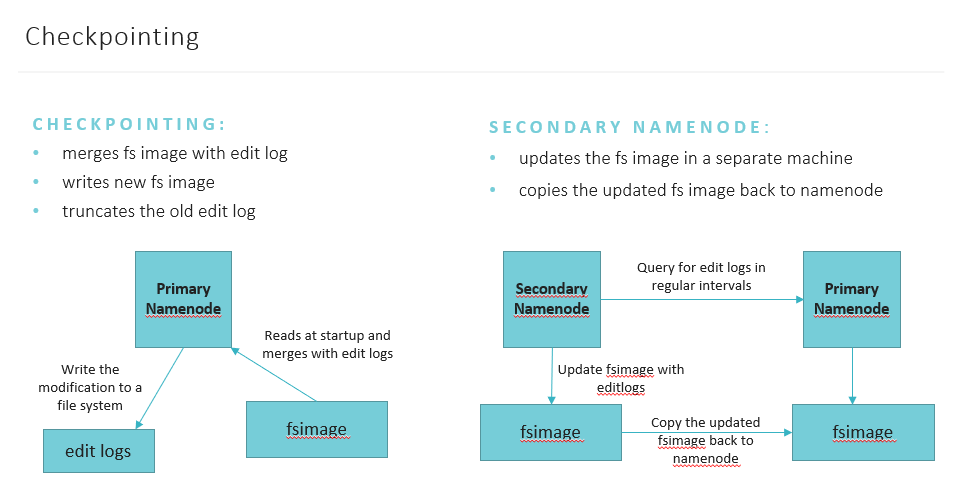 Checkpointing
CHECKPOINTING:
• merges fs image with edit log
• writes new fs image
• truncates the old edit log
Primary
Namenode
Reads at startup and
merges with edit logs
Write the
modification to a
file system
fsimage
edit logs
SECONDARY NAMENODE:
• updates the fs image in a separate machine
• copies the updated fs image back to namenode
Secondary
Namenode
Query for edit logs in
regular intervals
Primary
Namenode
Update fsimage with
editlogs
fsimage
Copy the updated
fsimage back to
namenode
fsimage